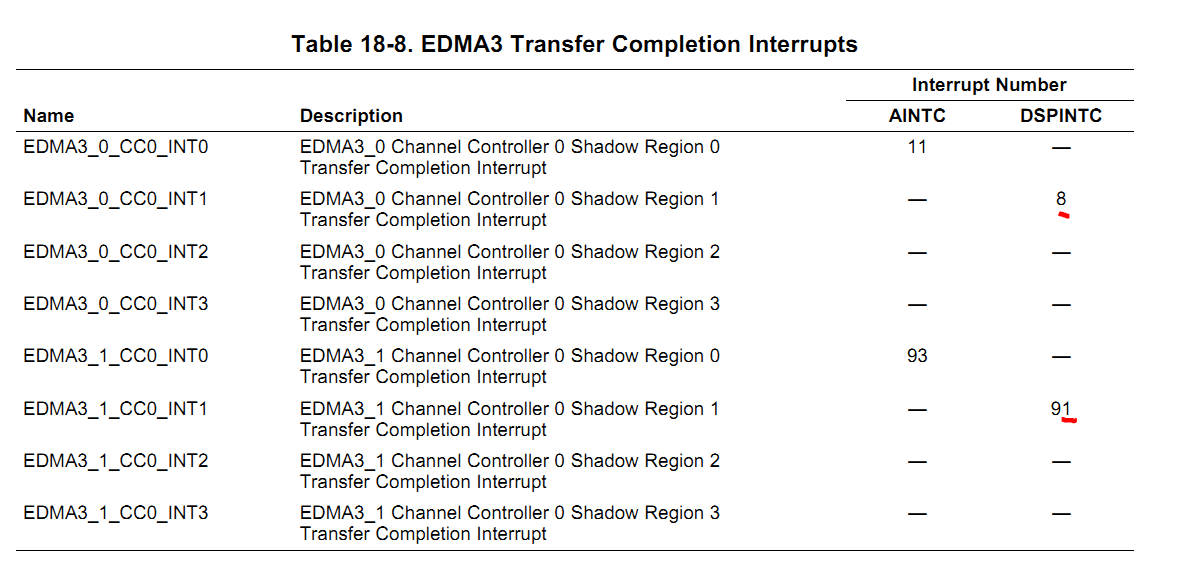 Table 18-8. EDMA3 Transfer Completion Interrupts
Interrupt Number
Name Description AINTC DSPINTC
EDMA3_0_CC0_INT0 EDMA3_0 Channel Controller 0 Shadow Region 0 11 —
Transfer Completion Interrupt
EDMA3_0_CC0_INT1 EDMA3_0 Channel Controller 0 Shadow Region 1 — 8
Transfer Completion Interrupt
EDMA3_0_CC0_INT2 EDMA3_0 Channel Controller 0 Shadow Region 2 — —
Transfer Completion Interrupt
EDMA3_0_CC0_INT3 EDMA3_0 Channel Controller 0 Shadow Region 3 — —
Transfer Completion Interrupt
EDMA3_1_CC0_INT0 EDMA3_1 Channel Controller 0 Shadow Region 0 93 —
Transfer Completion Interrupt
EDMA3_1_CC0_INT1 EDMA3_1 Channel Controller 0 Shadow Region 1 — 91
Transfer Completion Interrupt
EDMA3_1_CC0_INT2 EDMA3_1 Channel Controller 0 Shadow Region 2 — —
Transfer Completion Interrupt
EDMA3_1_CC0_INT3 EDMA3_1 Channel Controller 0 Shadow Region 3 — —
Transfer Completion Interrupt